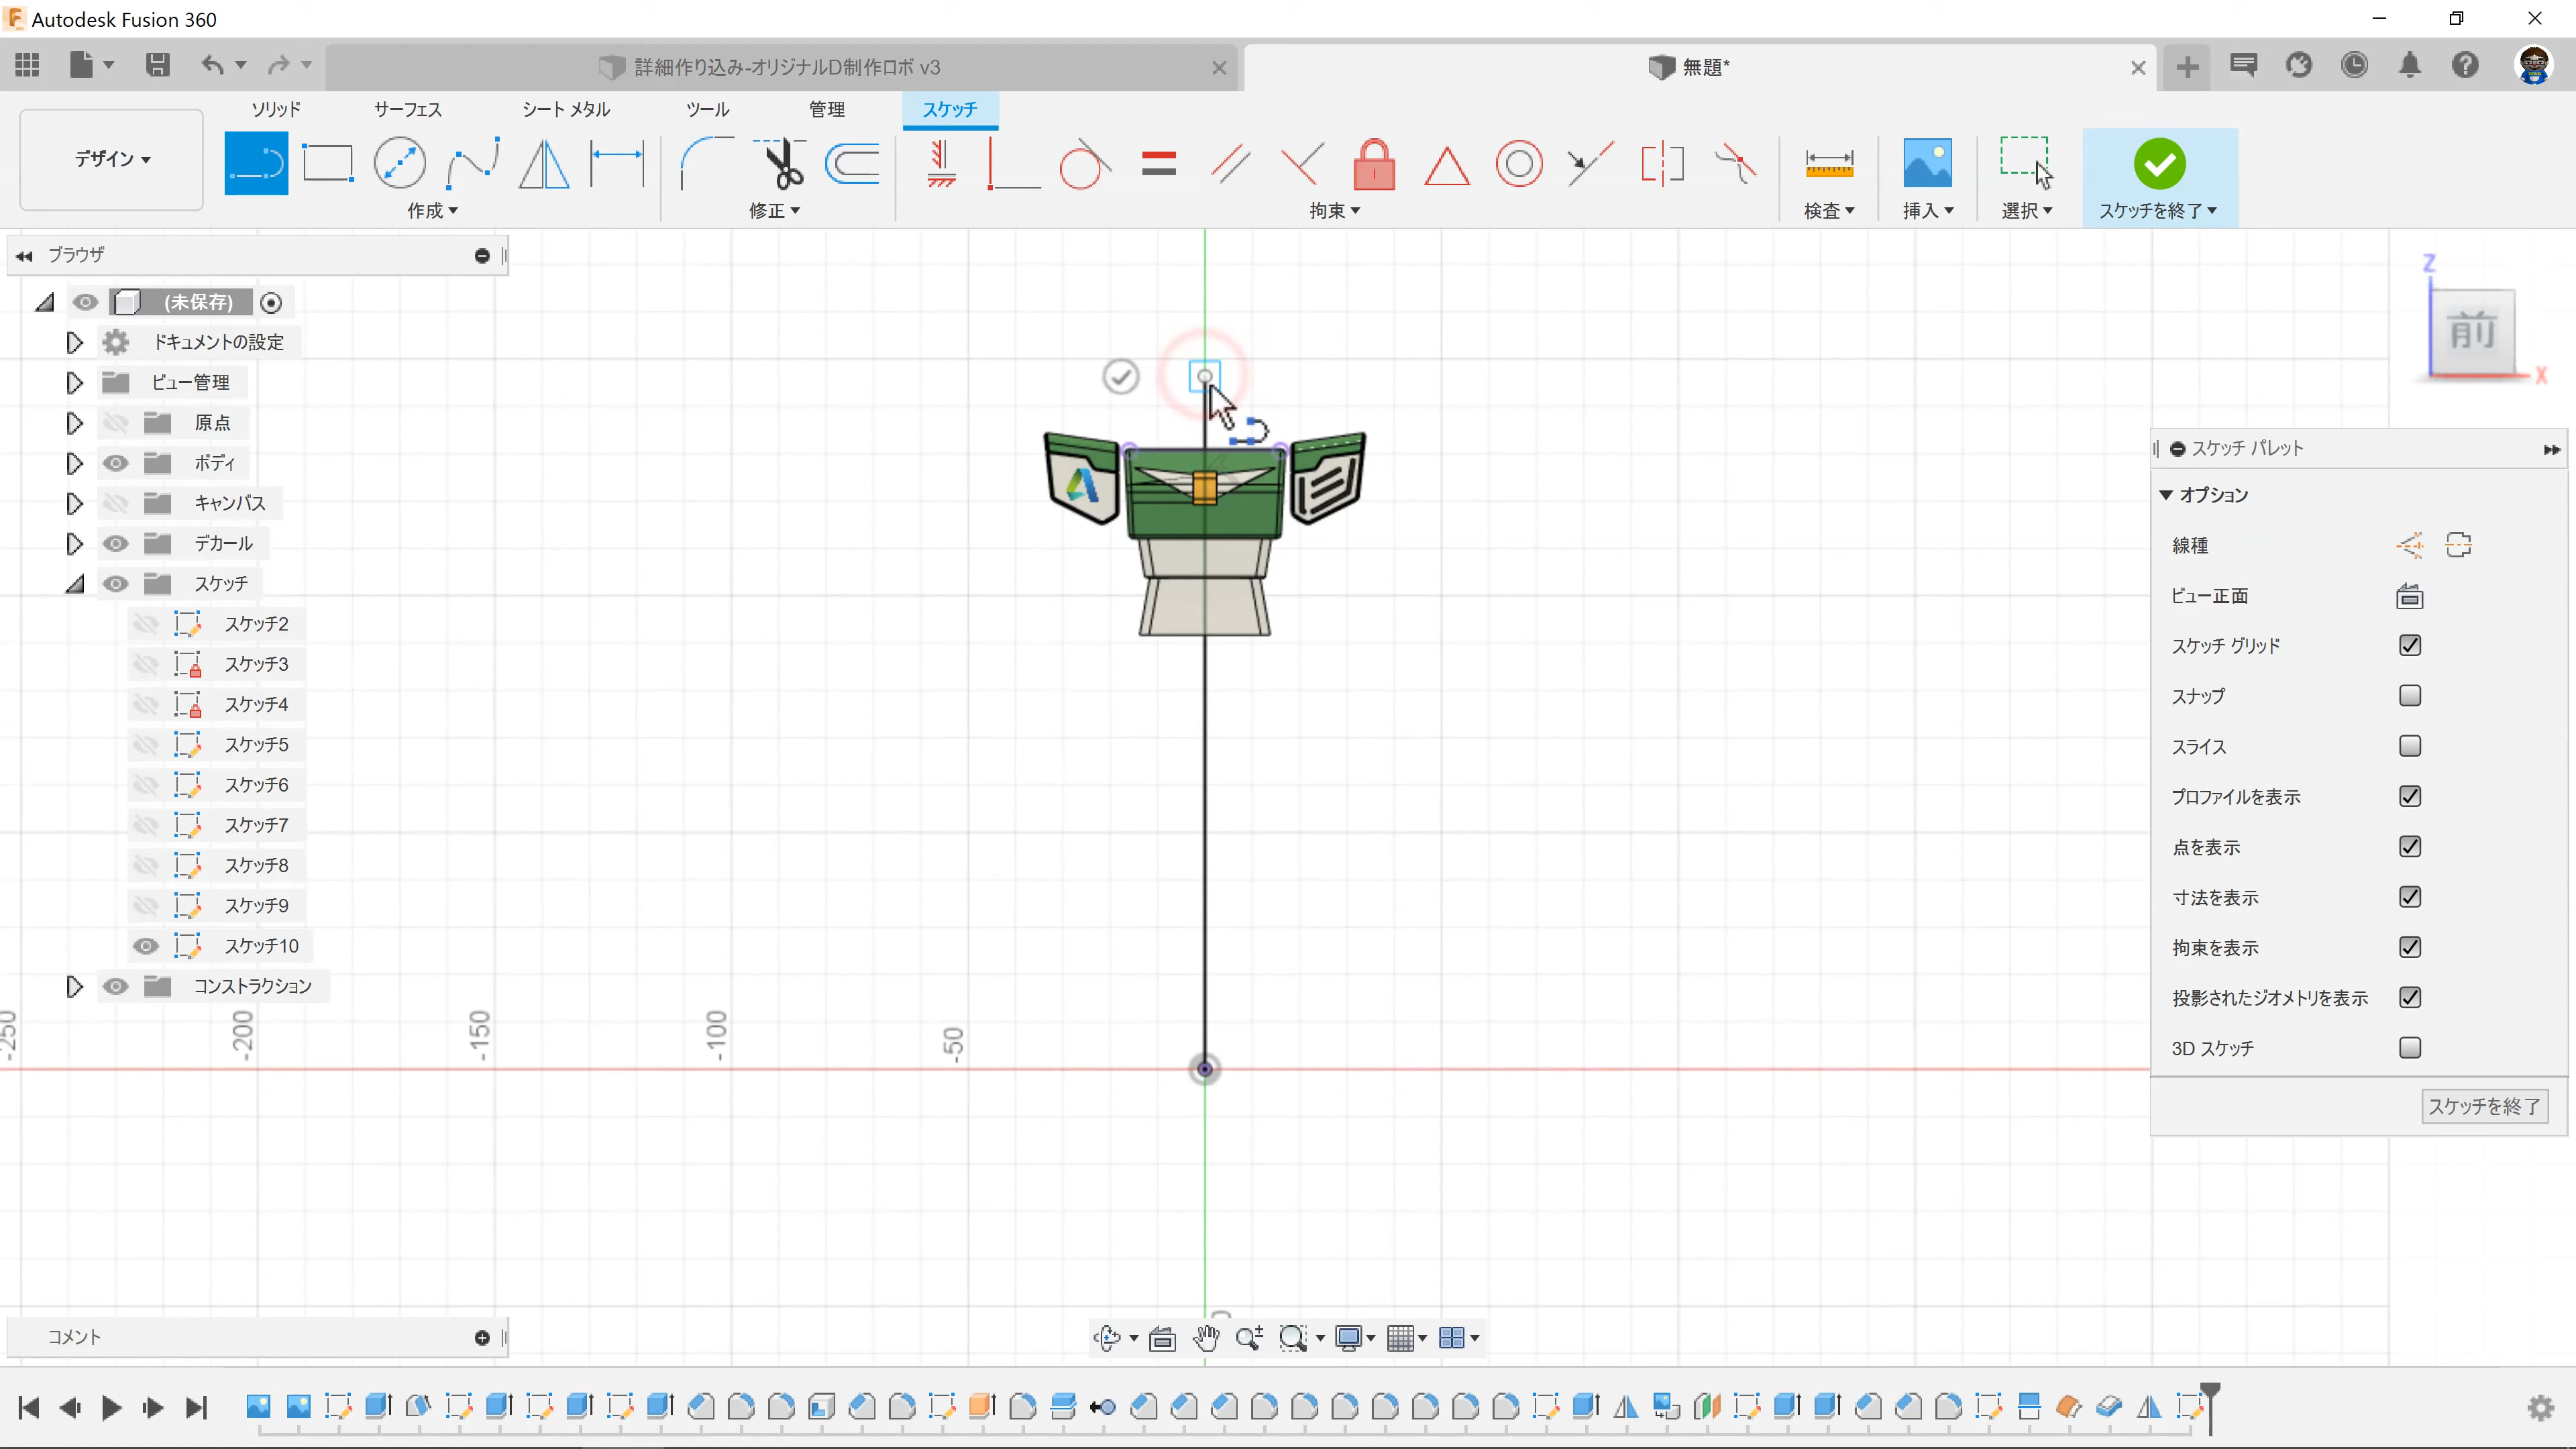 Autodesk Fusion 360
詳細作り込み-オリジナルD制作ロボ v3
無題*
ソリッド
サーフェス
シート メタル
ツール
管理
スケッチ
デザイン
作成
修正
拘束
検査
挿入
選択
スケッチを終了
ブラウザ
(未保存)
ドキュメントの設定
ビュー管理
原点
ボディ
キャンバス
デカール
スケッチ
スケッチ2
スケッチ3
スケッチ4
スケッチ5
スケッチ6
スケッチ7
スケッチ8
スケッチ9
スケッチ10
コンストラクション
-250
-200
-150
-100
-50
Z
前
X
スケッチ パレット
オプション
線種
ビュー正面
スケッチ グリッド
スナップ
スライス
プロファイルを表示
点を表示
寸法を表示
拘束を表示
投影されたジオメトリを表示
3D スケッチ
スケッチを終了
コメント